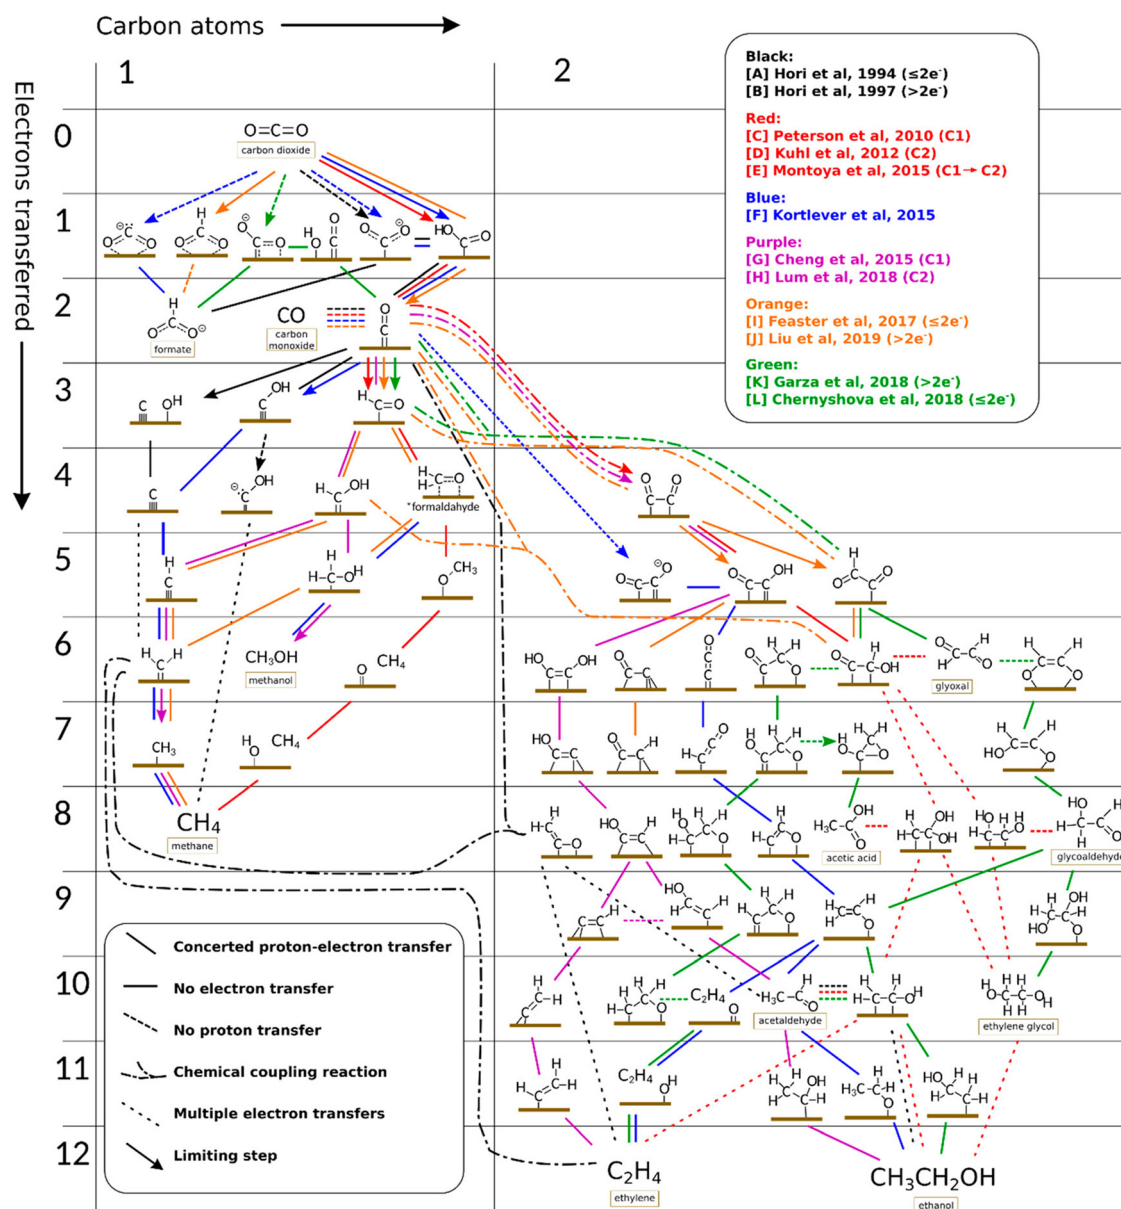 Carbon atoms
1
2
Electrons transferred
Black:
[A] Hori et al, 1994 (≤2e⁻)
[B] Hori et al, 1997 (>2e⁻)
Red:
[C] Peterson et al, 2010 (C1)
[D] Kuhl et al, 2012 (C2)
[E] Montoya et al, 2015 (C1→ C2)
Blue:
[F] Kortlever et al, 2015
Purple:
[G] Cheng et al, 2015 (C1)
[H] Lum et al, 2018 (C2)
Orange:
[I] Feaster et al, 2017 (≤2e⁻)
[J] Liu et al, 2019 (>2e⁻)
Green:
[K] Garza et al, 2018 (>2e⁻)
[L] Chernyshova et al, 2018 (≤2e⁻)
0
O=C=O
carbon dioxide
1
2
CO
carbon monoxide
formate
3
4
*formaldahyde
5
6
CH₃OH
methanol
CH₄
glyoxal
7
CH₃
CH₄
8
CH₄
methane
acetic acid
glycoaldehyde
9
10
C₂H₄
acetaldehyde
ethylene glycol
11
C₂H₄
12
C₂H₄
ethylene
CH₃CH₂OH
ethanol
Concerted proton-electron transfer
No electron transfer
No proton transfer
Chemical coupling reaction
Multiple electron transfers
Limiting step